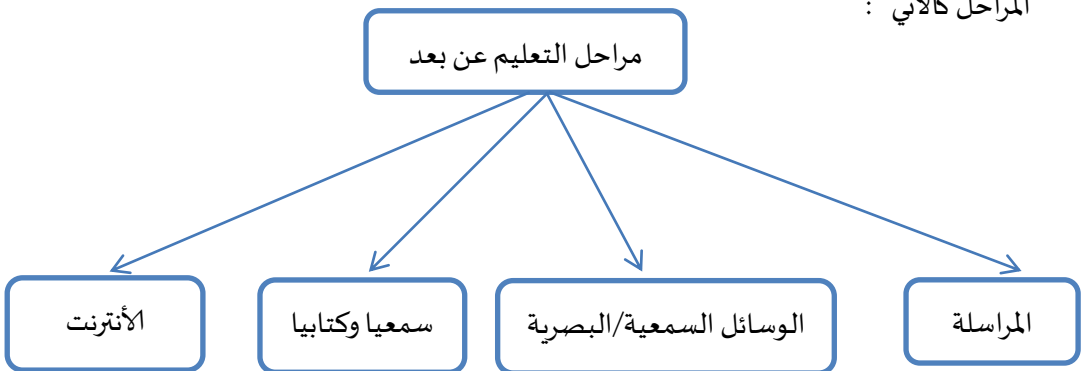 المراحل كالآتي :
مراحل التعليم عن بعد
المراسلة
الوسائل السمعية/البصرية
سمعيا وكتابيا
الأنترنت